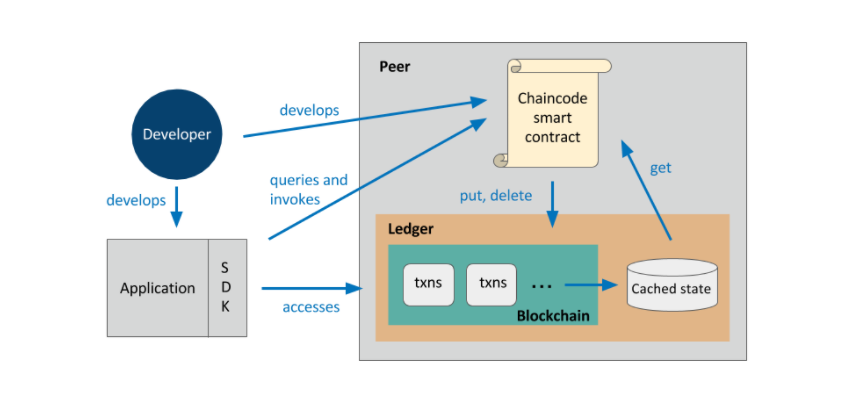 Peer
Chaincode
smart
contract
develops
Developer
queries and
invokes
get
develops
put, delete
Ledger
Application
S
D
K
txns
txns
...
Cached state
accesses
Blockchain